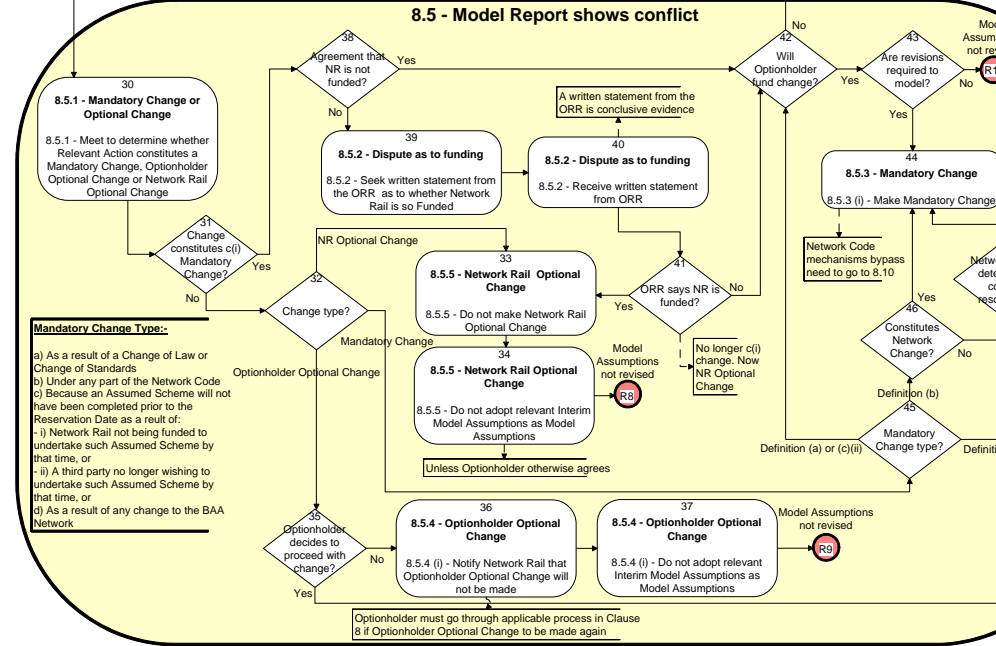 8.5 - Model Report shows conflict
30
8.5.1 - Mandatory Change or
Optional Change
8.5.1 - Meet to determine whether
Relevant Action constitutes a
Mandatory Change, Optionholder
Optional Change or Network Rail
Optional Change
31
Change
constitutes c(i)
Mandatory
Change?
Yes
No
38
Agreement that
NR is not
funded?
Yes
No
39
8.5.2 - Dispute as to funding
8.5.2 - Seek written statement from
the ORR  as to whether Network
Rail is so Funded
A written statement from the
ORR is conclusive evidence
40
8.5.2 - Dispute as to funding
8.5.2 - Receive written statement
from ORR
41
ORR says NR is
funded?
Yes
No
No longer c(i)
change. Now
NR Optional
Change
No
42
Will
Optionholder
fund change?
Yes
43
Are revisions
required to
model?
No
Yes
not
44
8.5.3 - Mandatory Change
8.5.3 (i) - Make Mandatory Change
Network Code
mechanisms bypass
need to go to 8.10
Yes
46
Constitutes
Network
Change?
No
Definition (b)
45
Mandatory
Change type?
Definition (a) or (c)(ii)
32
Change type?
NR Optional Change
Mandatory Change
Optionholder Optional Change
33
8.5.5 - Network Rail  Optional
Change
8.5.5 - Do not make Network Rail
Optional Change
34
8.5.5 - Network Rail Optional
Change
8.5.5 - Do not adopt relevant Interim
Model Assumptions as Model
Assumptions
Model
Assumptions
not revised
R8
Unless Optionholder otherwise agrees
Mandatory Change Type:-
a) As a result of a Change of Law or
Change of Standards
b) Under any part of the Network Code
c) Because an Assumed Scheme will not
have been completed prior to the
Reservation Date as a reult of:
- i) Network Rail not being funded to
undertake such Assumed Scheme by
that time, or
- ii) A third party no longer wishing to
undertake such Assumed Scheme by
that time, or
d) As a result of any change to the BAA
Network
35
Optionholder
decides to
proceed with
change?
No
Yes
36
8.5.4 - Optionholder Optional
Change
8.5.4 (i) - Notify Network Rail that
Optionholder Optional Change will
not be made
37
8.5.4 - Optionholder Optional
Change
8.5.4 (i) - Do not adopt relevant
Interim Model Assumptions as
Model Assumptions
Model Assumptions
not revised
R9
Optionholder must go through applicable process in Clause
8 if Optionholder Optional Change to be made again